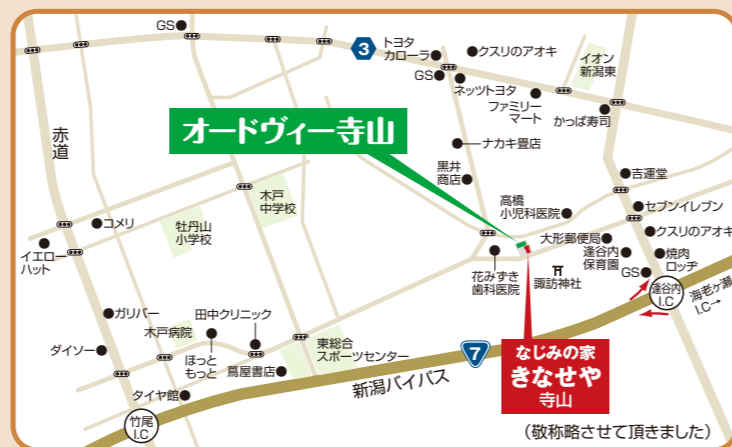 GS
3
トヨタ
カローラ
クスリのアオキ
イオン
新潟東
GS
ネッツトヨタ
ファミリー
マート
かっぱ寿司
オードヴィー寺山
赤道
ナカキ畳店
黒井
商店
吉運堂
木戸
中学校
高橋
小児科医院
セブンイレブン
コメリ
牡丹山
小学校
クスリのアオキ
大形郵便局
イエロー
ハット
逢谷内
保育園
焼肉
ロッヂ
花みずき
歯科医院
諏訪神社
GS
逢谷内
I.C
海老ヶ瀬
I.C→
ガリバー
木戸病院
田中クリニック
東総合
スポーツセンター
ダイソー
ほっと
もっと
蔦屋書店
7
新潟バイパス
なじみの家
きなせや
寺山
タイヤ館
竹尾
I.C
(敬称略させて頂きました)